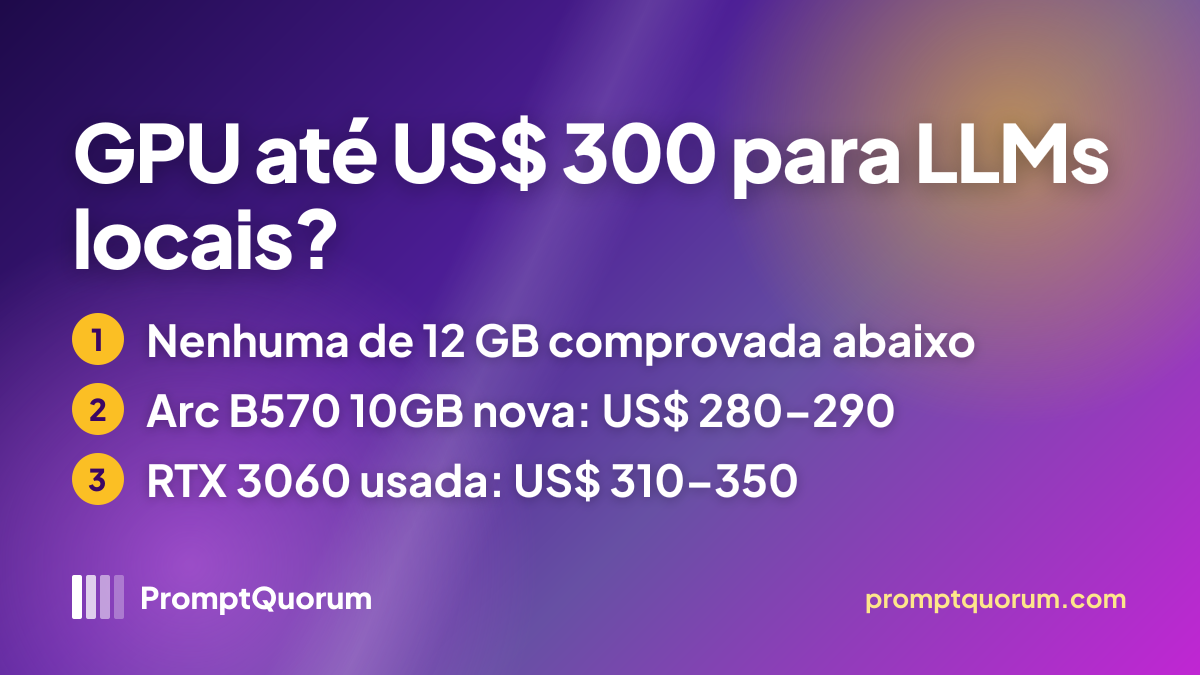 GPU até US$ 300 para LLMs
locais?
1 Nenhuma de 12 GB comprovada abaixo
2 Arc B570 10GB nova: US$ 280–290
3 RTX 3060 usada: US$ 310–350
PromptQuorum
promptquorum.com